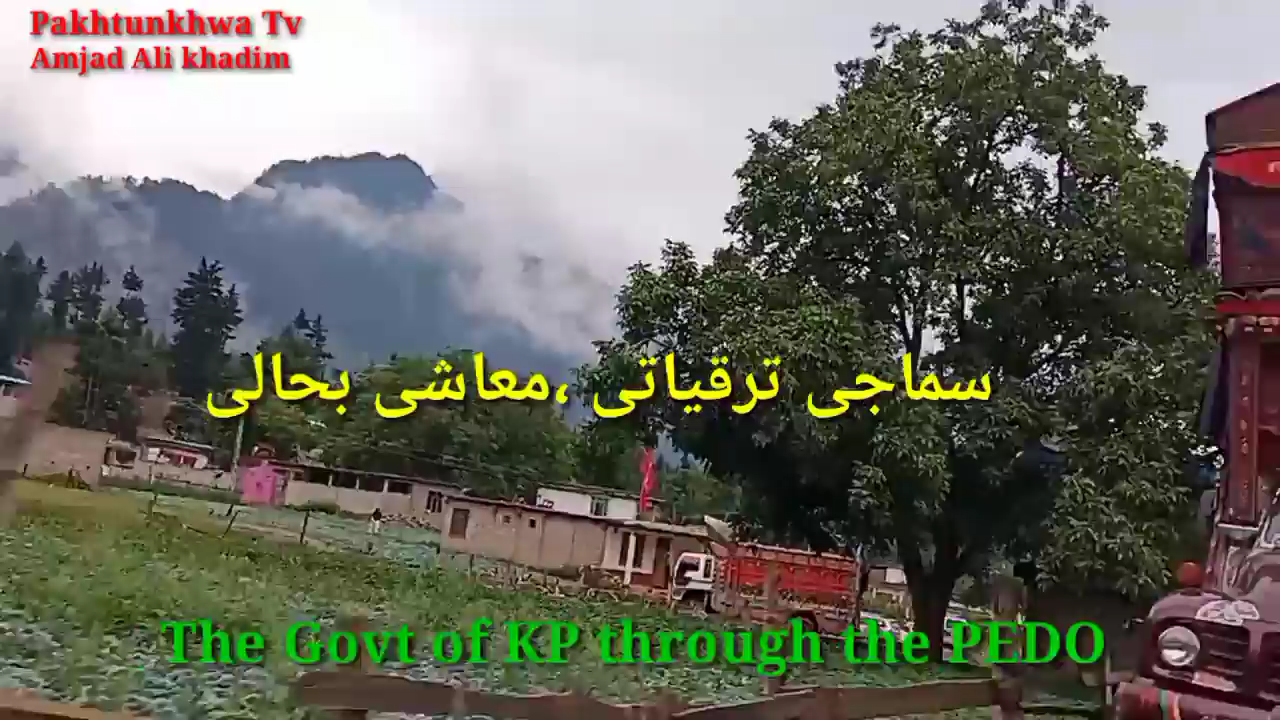 Pakhtunkhwa Tv
Amjad Ali khadim
سماجی ترقیاتی ،معاشی بحالی
The Govt of KP through the PEDO